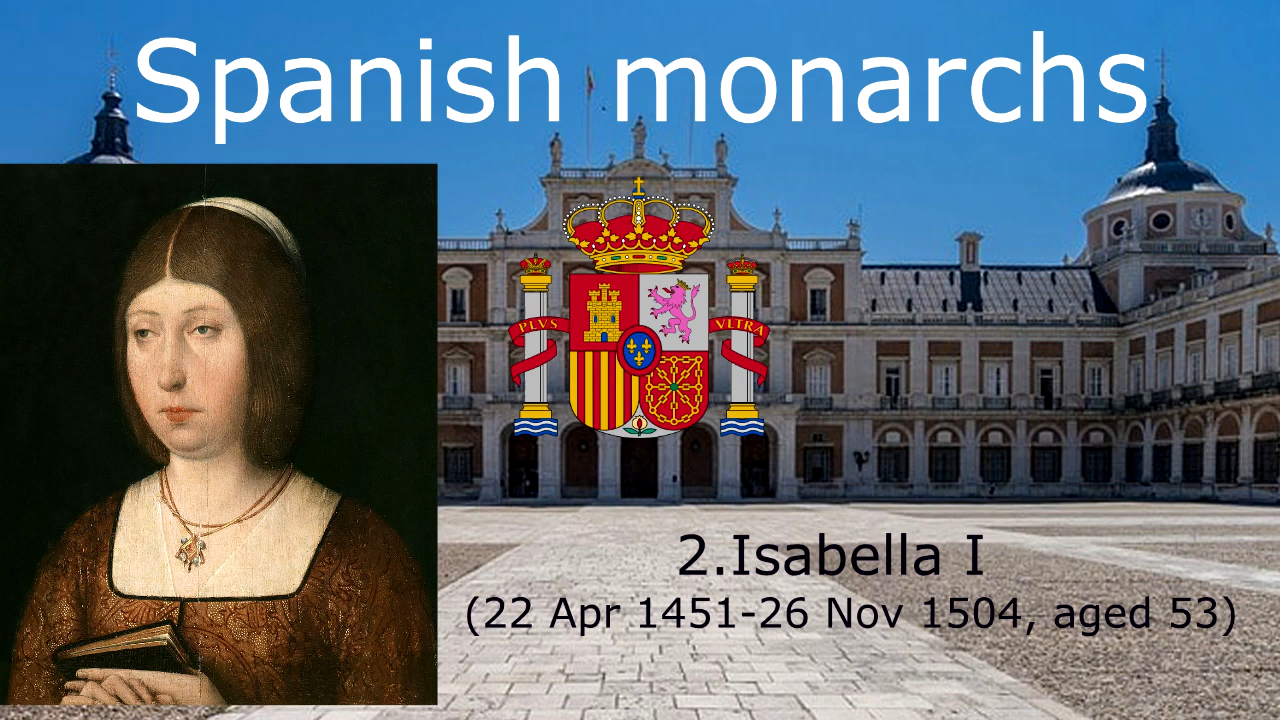 Spanish monarchs
PLVS VLTRA
2.Isabella I
(22 Apr 1451-26 Nov 1504, aged 53)